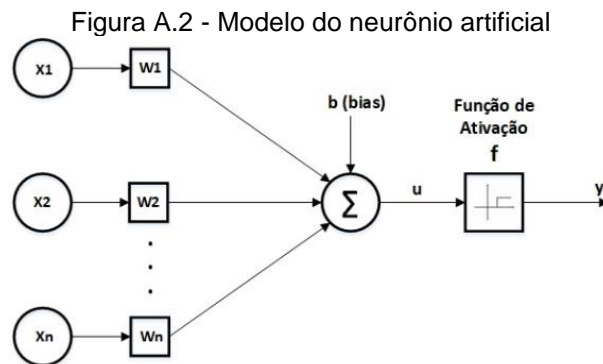 Figura A.2 - Modelo do neurônio artificial
X1
W1
b (bias)
Função de
Ativação
f
X2
W2
Σ
u
y
Xn
Wn